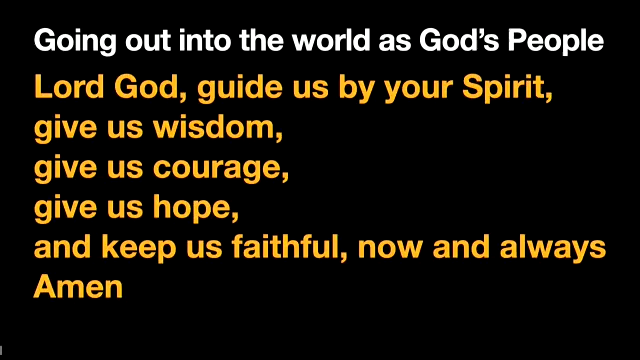 Going out into the world as God’s People
Lord God, guide us by your Spirit,
give us wisdom,
give us courage,
give us hope,
and keep us faithful, now and always
Amen